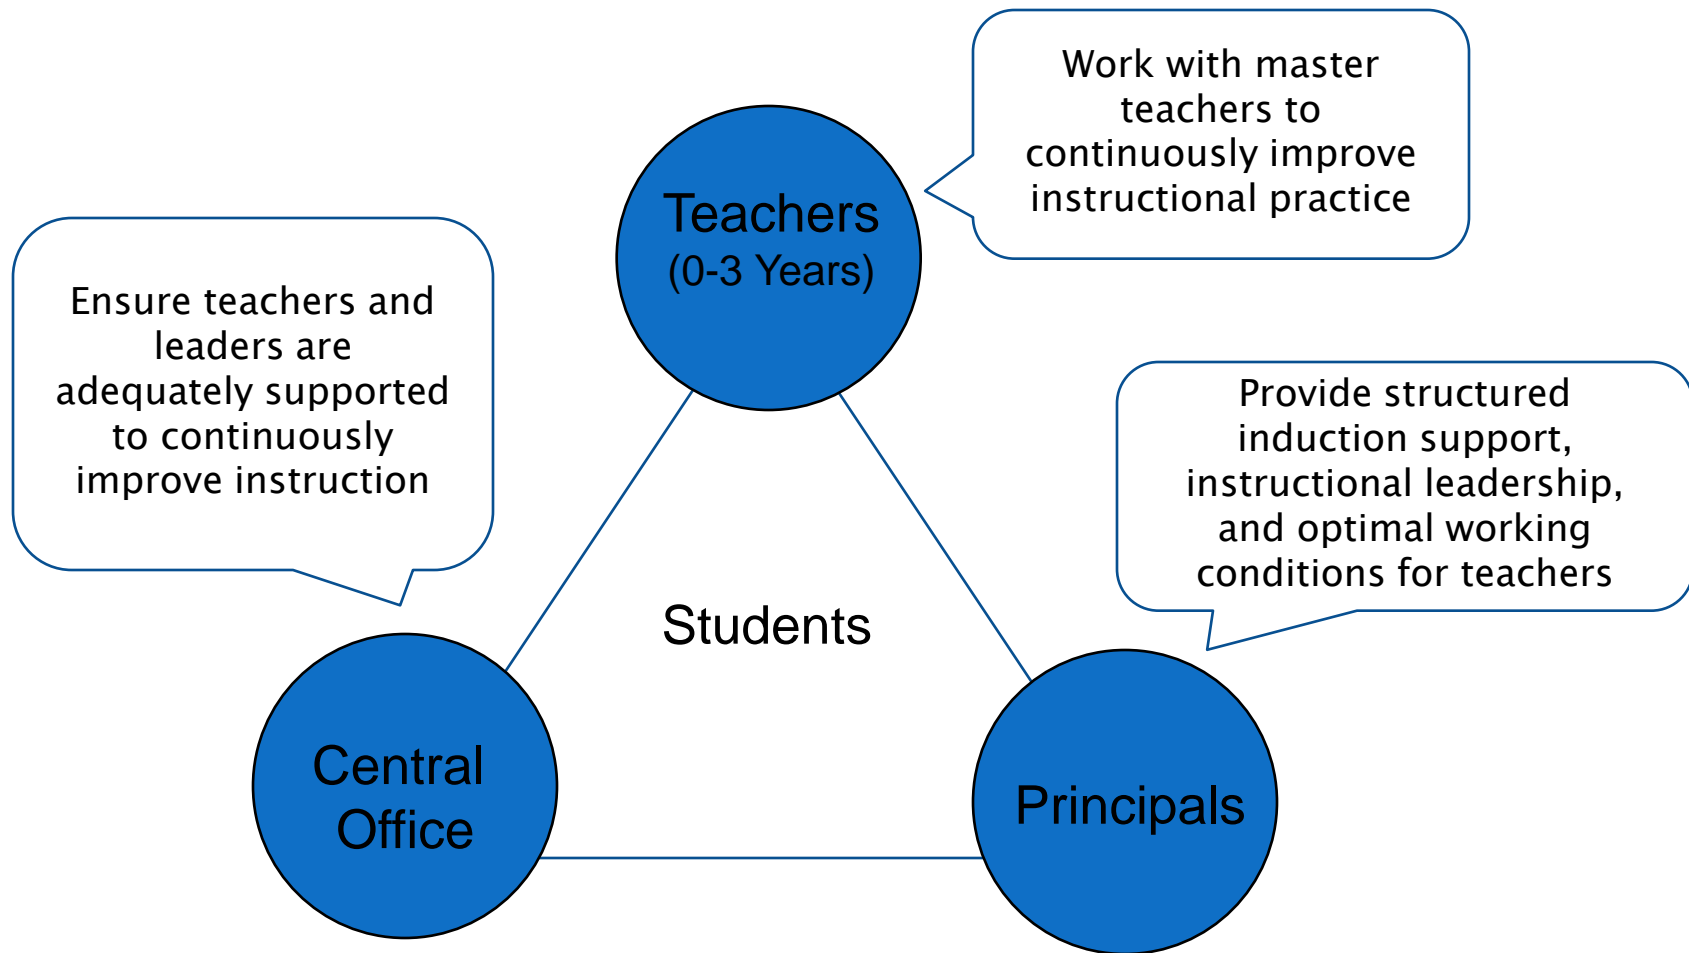 Work with master
teachers to
continuously improve
instructional practice
Teachers
(0-3 Years)
Ensure teachers and
leaders are
adequately supported
to continuously
improve instruction
Provide structured
induction support,
instructional leadership,
and optimal working
conditions for teachers
Students
Central
Office
Principals